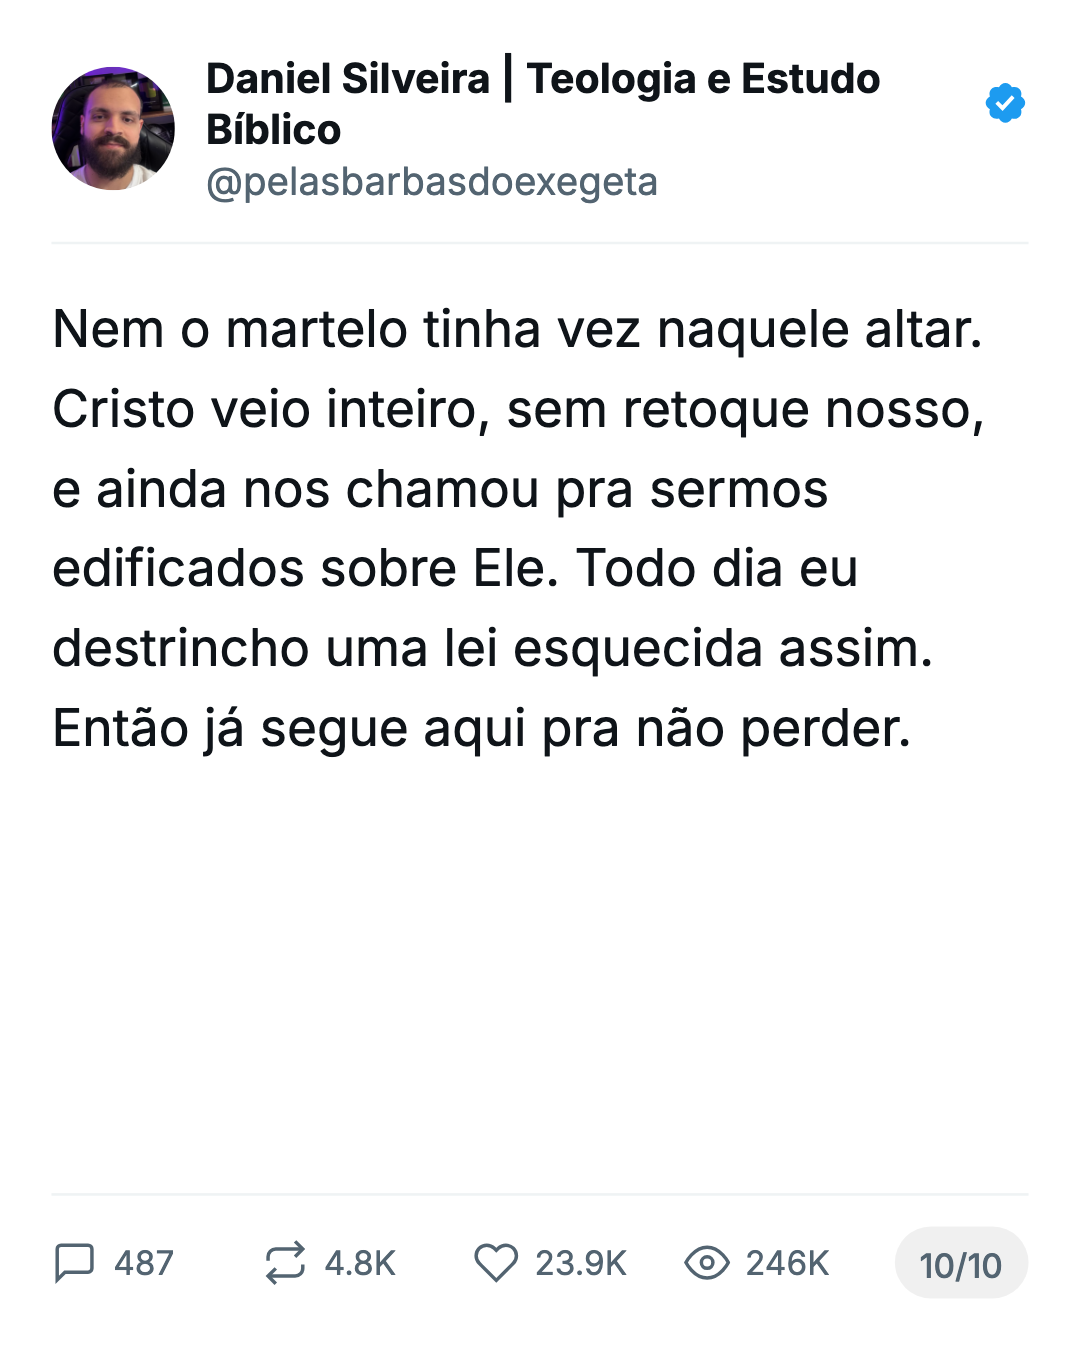 Daniel Silveira | Teologia e Estudo
Bíblico
@pelasbarbasdoexegeta
Nem o martelo tinha vez naquele altar.
Cristo veio inteiro, sem retoque nosso,
e ainda nos chamou pra sermos
edificados sobre Ele. Todo dia eu
destrincho uma lei esquecida assim.
Então já segue aqui pra não perder.
487 4.8K 23.9K 246K 10/10